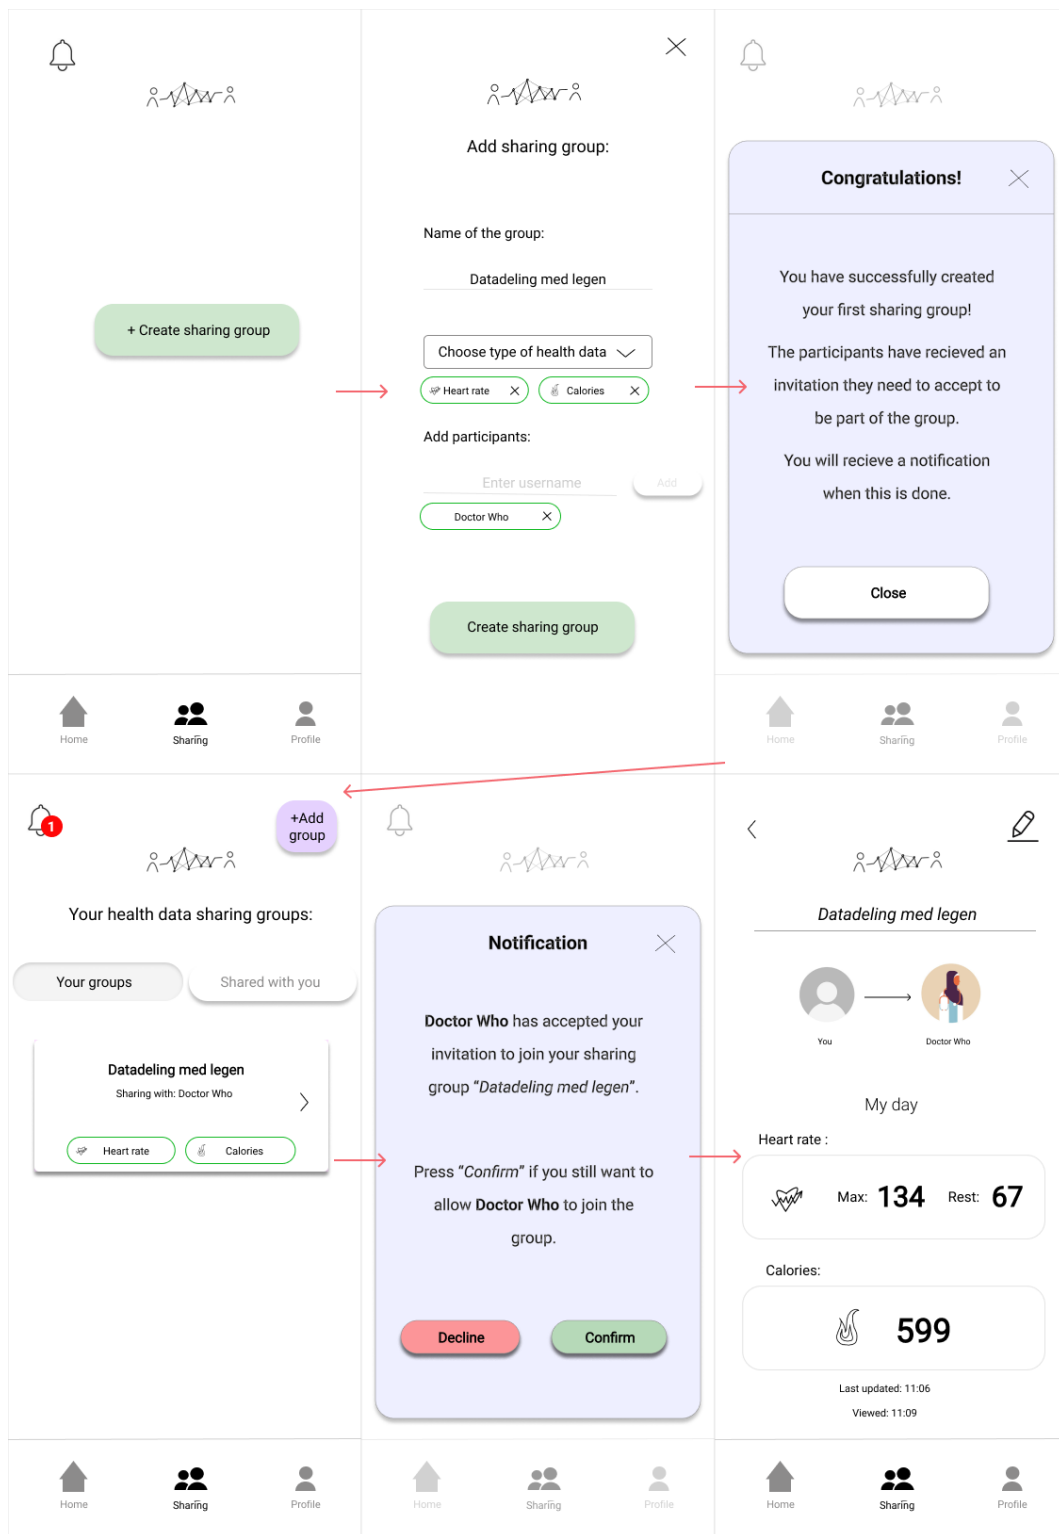 + Create sharing group
Home
Sharing
Profile
Add sharing group:
Name of the group:
Datadeling med legen
Choose type of health data
Heart rate
Calories
Add participants:
Enter username
Add
Doctor Who
Create sharing group
Congratulations!
You have successfully created
your first sharing group!
The participants have recieved an
invitation they need to accept to
be part of the group.
You will recieve a notification
when this is done.
Close
Home
Sharing
Profile
1
+Add
group
Your health data sharing groups:
Your groups
Shared with you
Datadeling med legen
Sharing with: Doctor Who
Heart rate
Calories
Home
Sharing
Profile
Notification
Doctor Who has accepted your
invitation to join your sharing
group “Datadeling med legen”.
Press “Confirm” if you still want to
allow Doctor Who to join the
group.
Decline
Confirm
Home
Sharing
Profile
Datadeling med legen
You
Doctor Who
My day
Heart rate :
Max: 134 Rest: 67
Calories:
599
Last updated: 11:06
Viewed: 11:09
Home
Sharing
Profile